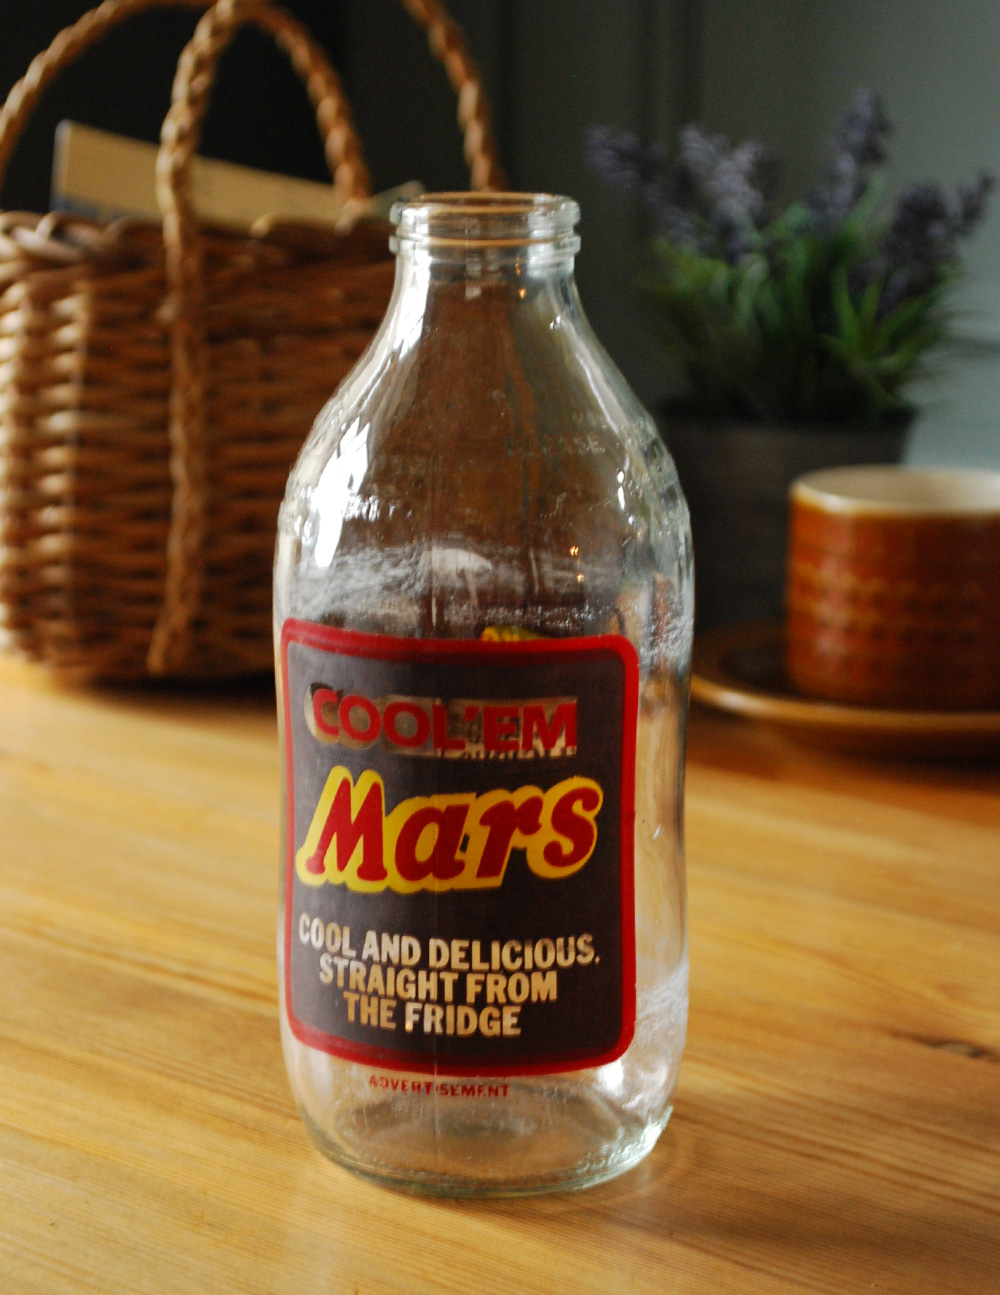 COOL'EM
Mars
COOL AND DELICIOUS.
STRAIGHT FROM
THE FRIDGE
ADVERTISEMENT